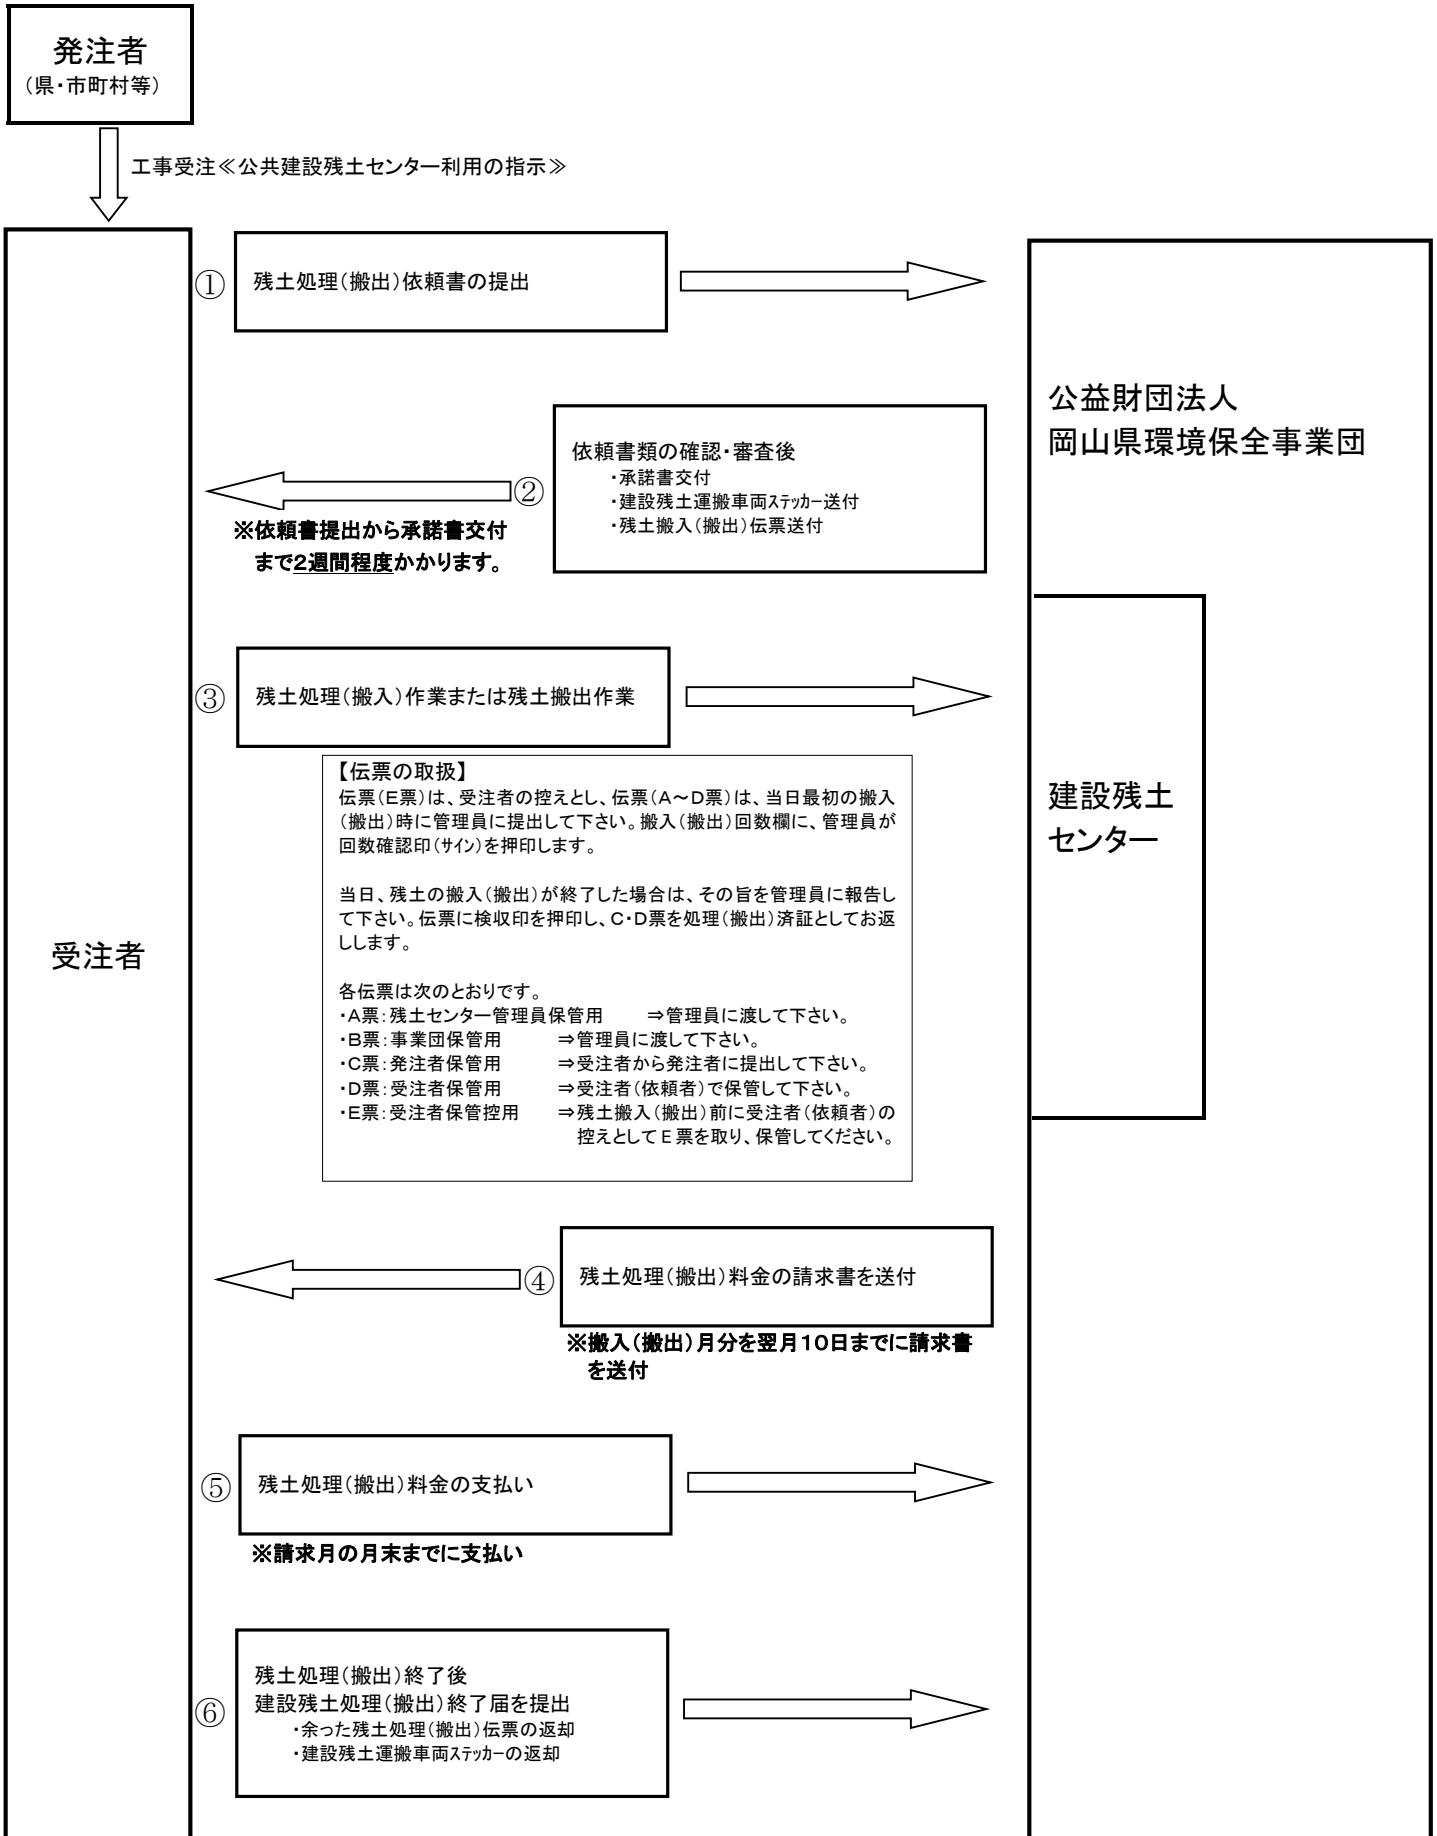 発注者
（県・市町村等）
工事受注≪公共建設残土センター利用の指示≫
受注者
公益財団法人
岡山県環境保全事業団
建設残土
センター
①
残土処理（搬出）依頼書の提出
②
依頼書類の確認・審査後
・承諾書交付
・建設残土運搬車両ｽﾃｯｶｰ送付
・残土搬入（搬出）伝票送付
※依頼書提出から承諾書交付
まで２週間程度かかります。
③
残土処理（搬入）作業または残土搬出作業
【伝票の取扱】
伝票（Ｅ票）は、受注者の控えとし、伝票（Ａ～Ｄ票）は、当日最初の搬入
（搬出）時に管理員に提出して下さい。搬入（搬出）回数欄に、管理員が
回数確認印（ｻｲﾝ）を押印します。
当日、残土の搬入（搬出）が終了した場合は、その旨を管理員に報告し
て下さい。伝票に検収印を押印し、Ｃ・Ｄ票を処理（搬出）済証としてお返
しします。
各伝票は次のとおりです。
・Ａ票：残土センター管理員保管用　⇒管理員に渡して下さい。
・Ｂ票：事業団保管用　⇒管理員に渡して下さい。
・Ｃ票：発注者保管用　⇒受注者から発注者に提出して下さい。
・Ｄ票：受注者保管用　⇒受注者（依頼者）で保管して下さい。
・Ｅ票：受注者保管控用　⇒残土搬入（搬出）前に受注者（依頼者）の
控えとしてＥ票を取り、保管してください。
④
残土処理（搬出）料金の請求書を送付
※搬入（搬出）月分を翌月１０日までに請求書
を送付
⑤
残土処理（搬出）料金の支払い
※請求月の月末までに支払い
⑥
残土処理（搬出）終了後
建設残土処理（搬出）終了届を提出
・余った残土処理（搬出）伝票の返却
・建設残土運搬車両ｽﾃｯｶｰの返却